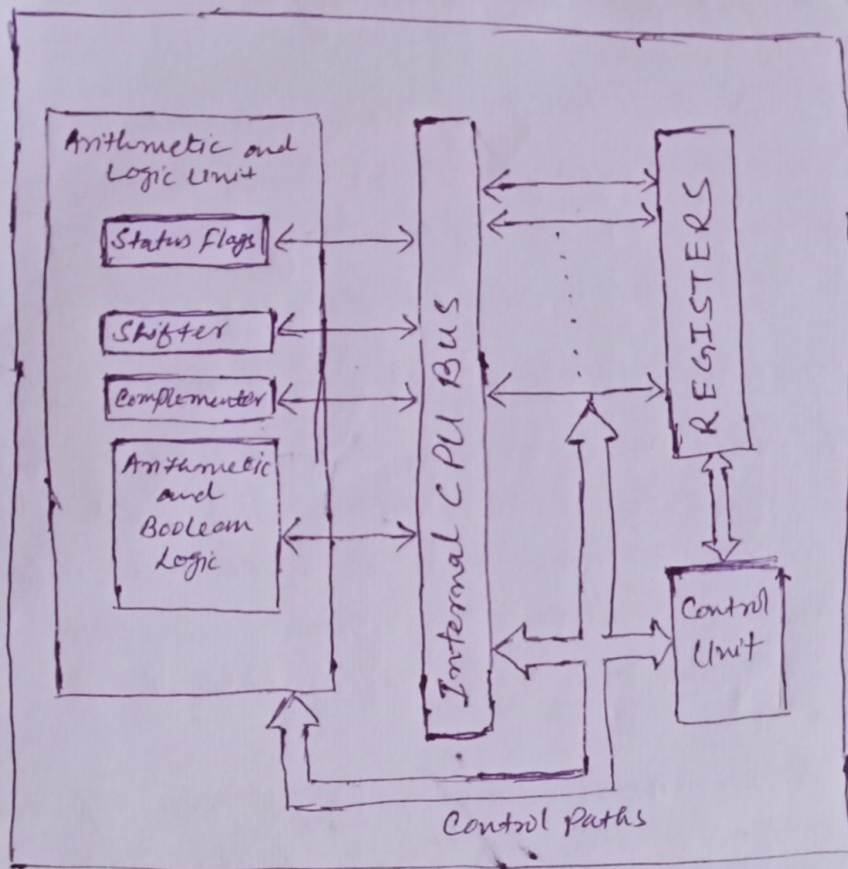 Arithmetic and
Logic Unit
Status Flags
Shifter
Complementer
Arithmetic
and
Boolean
Logic
Internal CPU BUS
REGISTERS
Control
Unit
Control Paths